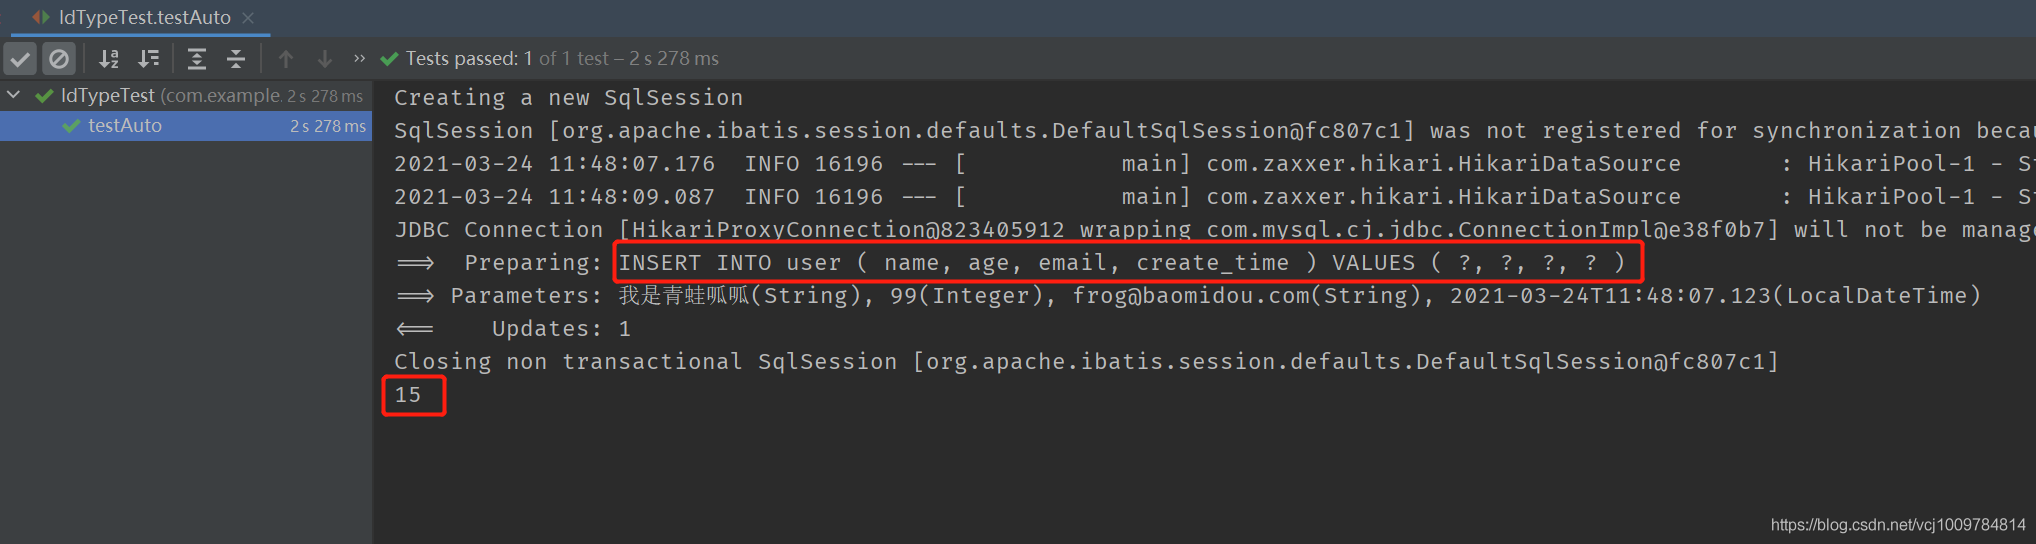 IdTypeTest.testAuto
Tests passed: 1 of 1 test – 2 s 278 ms
IdTypeTest (com.example. 2 s 278 ms
testAuto 2 s 278 ms
Creating a new SqlSession
SqlSession [org.apache.ibatis.session.defaults.DefaultSqlSession@fc807c1] was not registered for synchronization becau
2021-03-24 11:48:07.176  INFO 16196 --- [           main] com.zaxxer.hikari.HikariDataSource       : HikariPool-1 - St
2021-03-24 11:48:09.087  INFO 16196 --- [           main] com.zaxxer.hikari.HikariDataSource       : HikariPool-1 - St
JDBC Connection [HikariProxyConnection@823405912 wrapping com.mysql.cj.jdbc.ConnectionImpl@e38f0b7] will not be manage
==>  Preparing: INSERT INTO user ( name, age, email, create_time ) VALUES ( ?, ?, ?, ? )
==> Parameters: 我是青蛙呱呱(String), 99(Integer), frog@baomidou.com(String), 2021-03-24T11:48:07.123(LocalDateTime)
<==    Updates: 1
Closing non transactional SqlSession [org.apache.ibatis.session.defaults.DefaultSqlSession@fc807c1]
15
https://blog.csdn.net/vcj1009784814